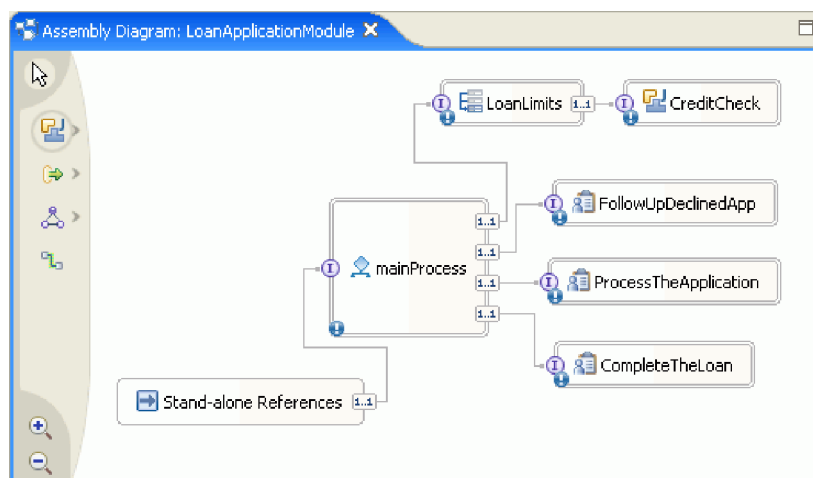 Assembly Diagram: LoanApplicationModule
I LoanLimits 1..1 I CreditCheck
I FollowUpDeclinedApp
1..1
1..1
I mainProcess
1..1
I ProcessTheApplication
1..1
I CompleteTheLoan
Stand-alone References 1..1